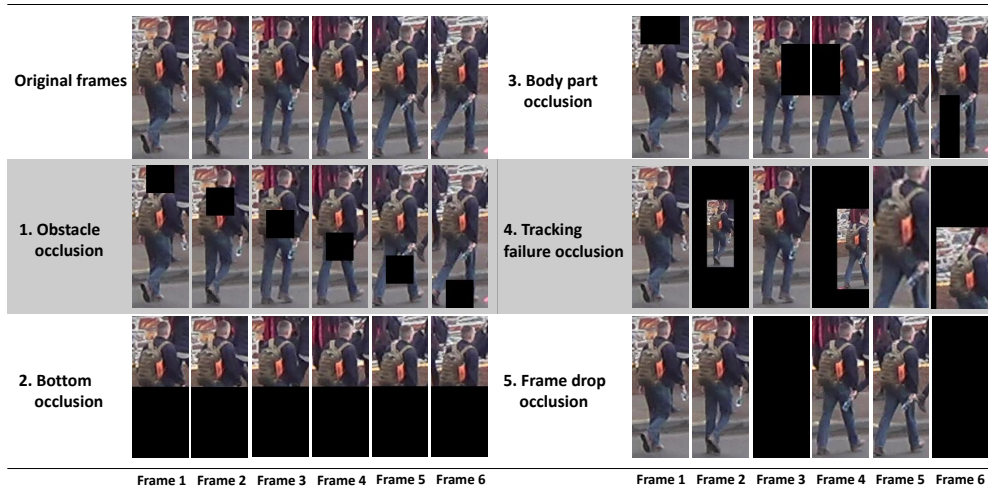 Original frames
1. Obstacle
occlusion
2. Bottom
occlusion
Frame 1 Frame 2 Frame 3 Frame 4 Frame 5 Frame 6
3. Body part
occlusion
4. Tracking
failure occlusion
5. Frame drop
occlusion
Frame 1 Frame 2 Frame 3 Frame 4 Frame 5 Frame 6